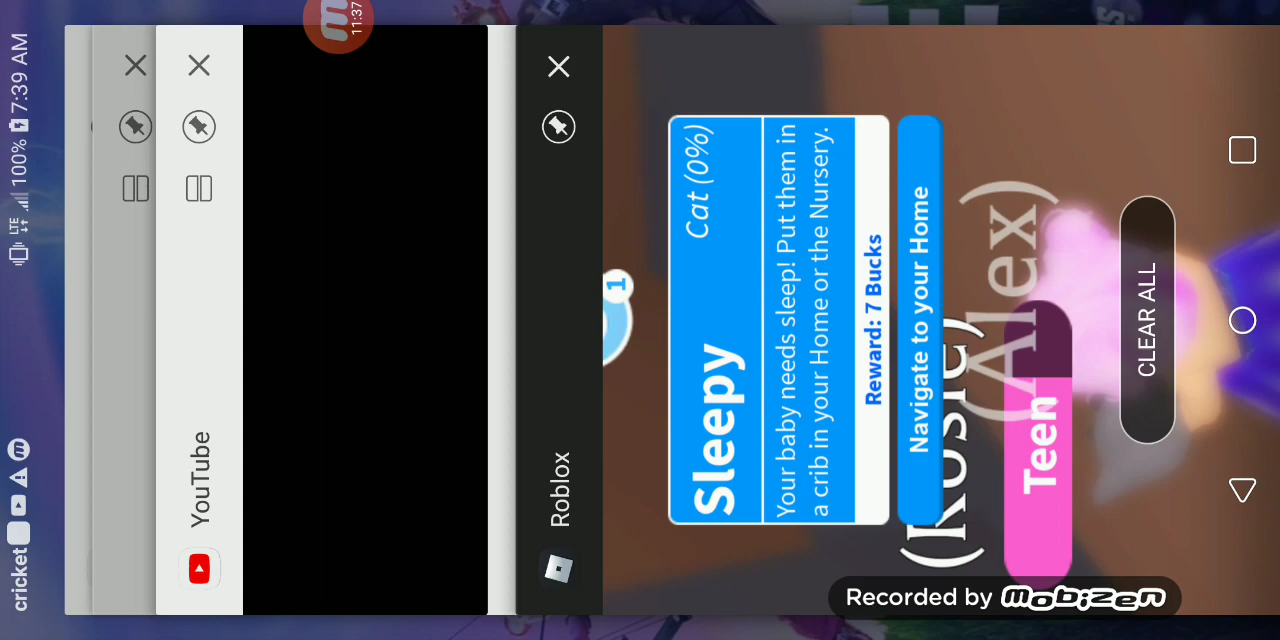 cricket
100% 7:39 AM
LTE
11:37
YouTube
Roblox
1
Sleepy Cat (0%)
Your baby needs sleep! Put them in
a crib in your Home or the Nursery.
Reward: 7 Bucks
Navigate to your Home
(Rosie)
(Alex)
Teen
CLEAR ALL
Recorded by mobizen